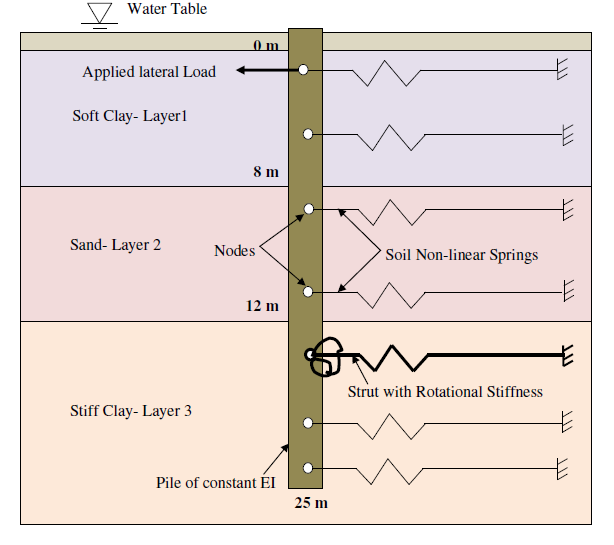 Water Table
0 m
Applied lateral Load
Soft Clay- Layer1
8 m
Sand- Layer 2
Nodes
Soil Non-linear Springs
12 m
Strut with Rotational Stiffness
Stiff Clay- Layer 3
Pile of constant EI
25 m